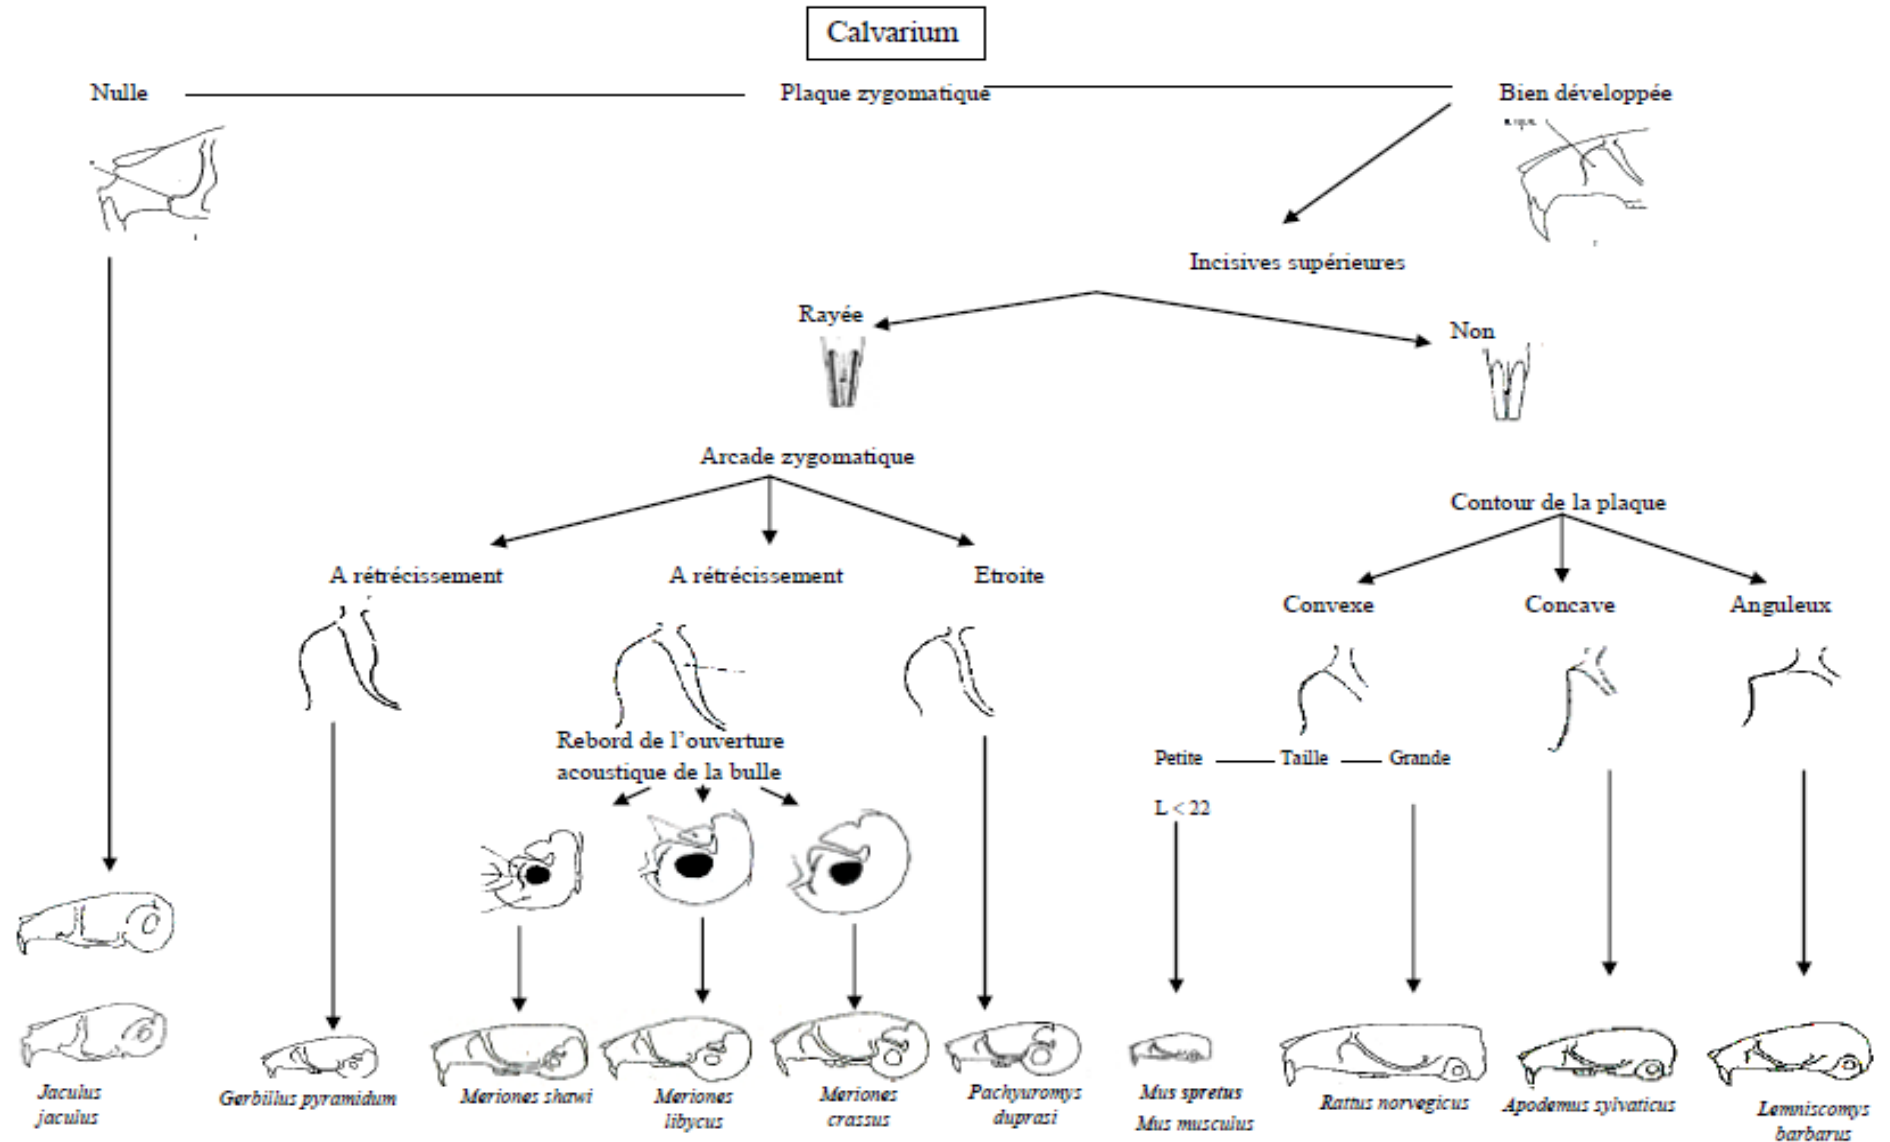 Calvarium
Nulle
Plaque zygomatique
Bien développée
Incisives supérieures
Rayée
Non
Arcade zygomatique
Contour de la plaque
A rétrécissement
A rétrécissement
Etroite
Convexe
Concave
Anguleux
Rebord de l'ouverture
acoustique de la bulle
Petite
Taille
Grande
L < 22
Jaculus
jaculus
Gerbillus pyramidum
Meriones shawi
Meriones
libycus
Meriones
crassus
Pachyuromys
duprasi
Mus spretus
Mus musculus
Rattus norvegicus
Apodemus sylvaticus
Lemniscomys
barbarus